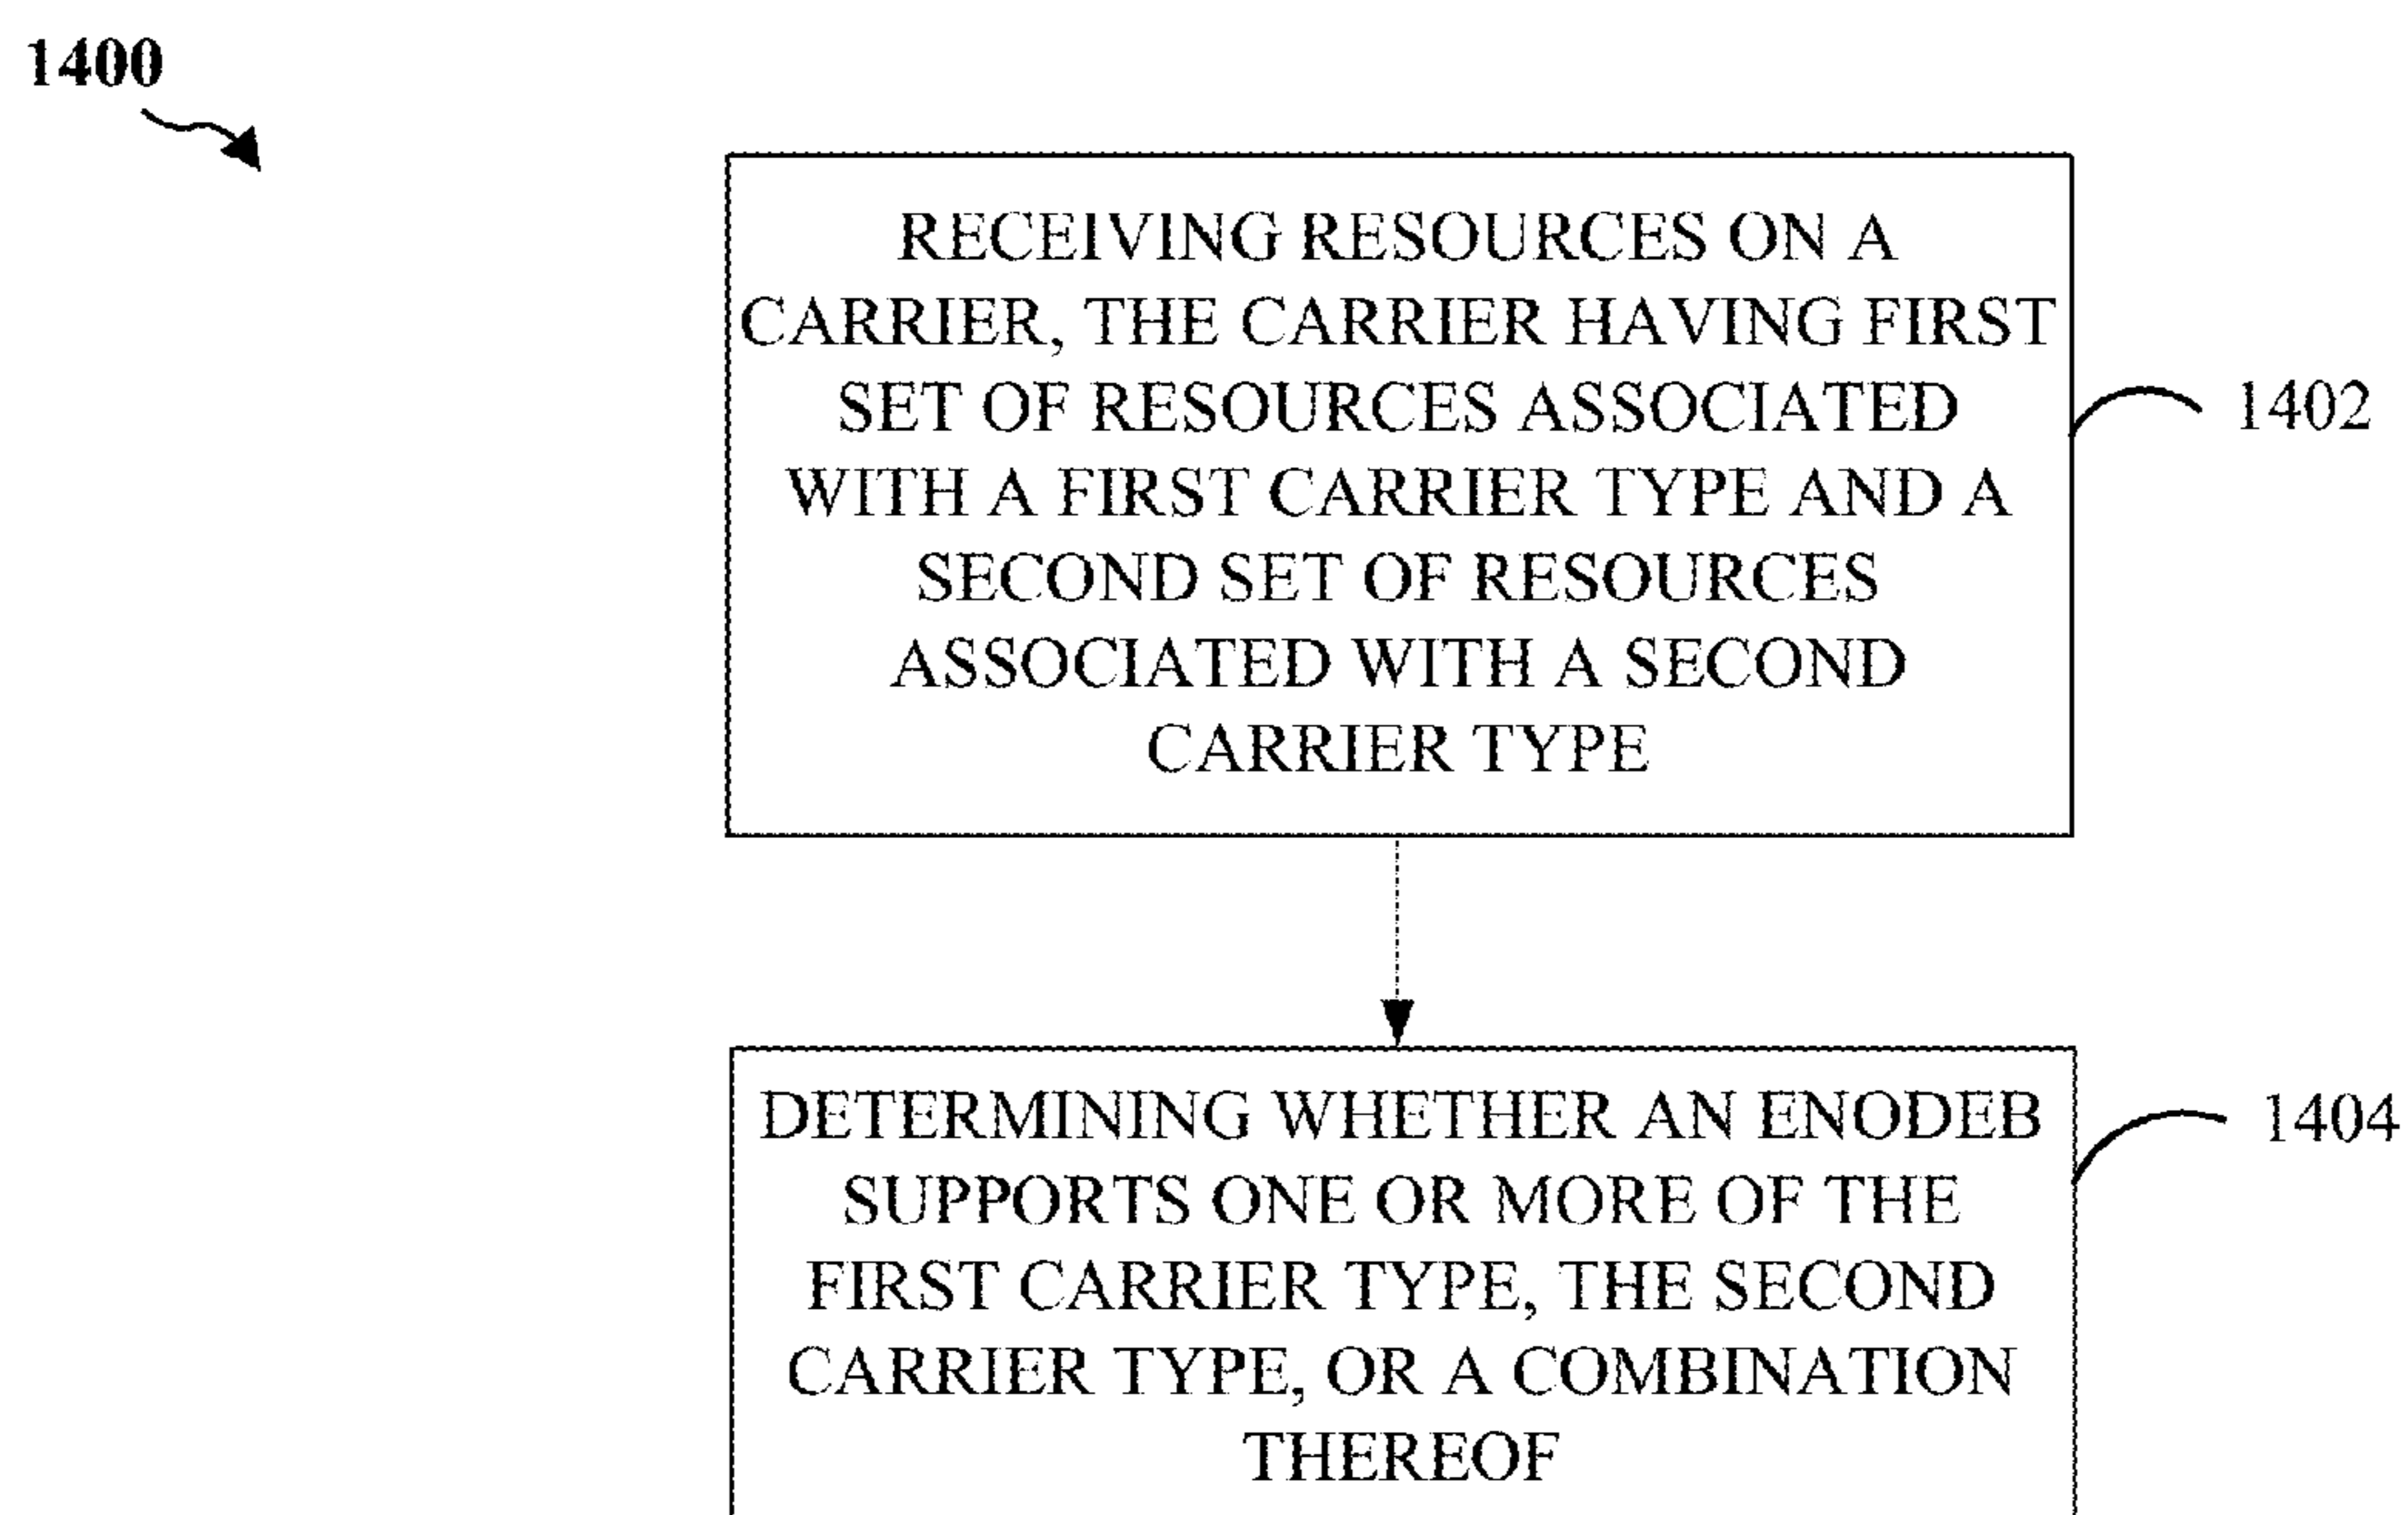 1400
RECEIVING RESOURCES ON A
CARRIER, THE CARRIER HAVING FIRST
SET OF RESOURCES ASSOCIATED
WITH A FIRST CARRIER TYPE AND A
SECOND SET OF RESOURCES
ASSOCIATED WITH A SECOND
CARRIER TYPE
1402
DETERMINING WHETHER AN ENODEB
SUPPORTS ONE OR MORE OF THE
FIRST CARRIER TYPE, THE SECOND
CARRIER TYPE, OR A COMBINATION
THEREOF
1404